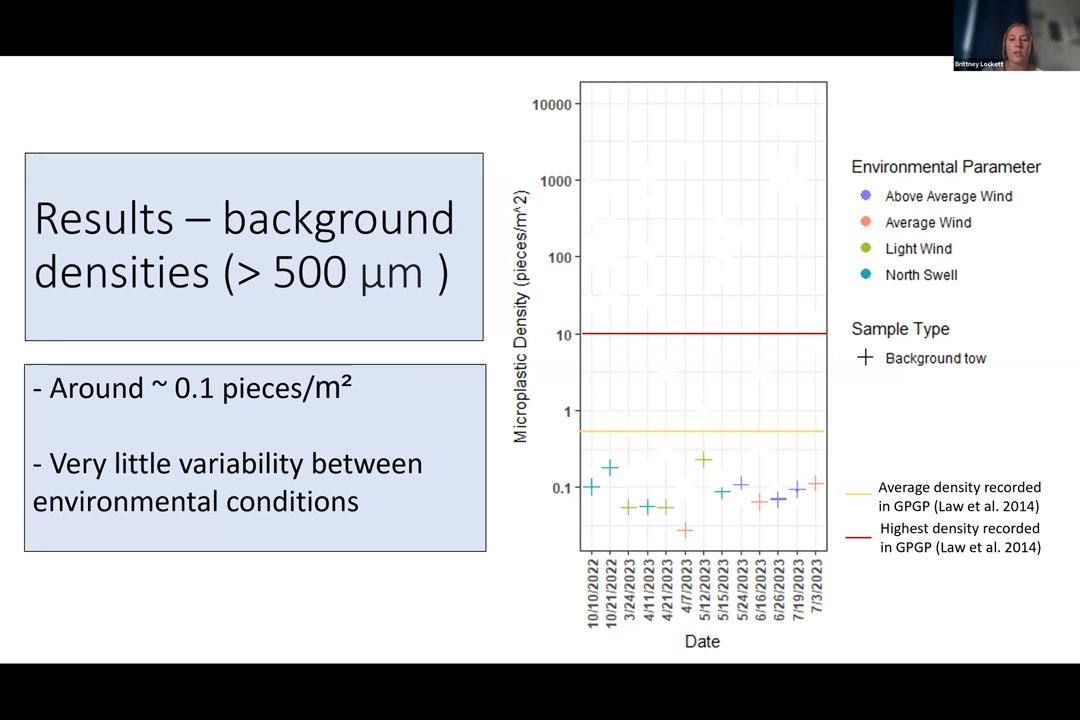 Brittney Lockett
Results – background
densities (> 500 µm )
- Around ~ 0.1 pieces/m²
- Very little variability between
environmental conditions
Microplastic Density (pieces/m^2)
10000
1000
100
10
1
0.1
10/10/2022
10/21/2022
3/24/2023
4/11/2023
4/21/2023
4/7/2023
5/12/2023
5/15/2023
5/24/2023
6/16/2023
6/26/2023
7/19/2023
7/3/2023
Date
Environmental Parameter
Above Average Wind
Average Wind
Light Wind
North Swell
Sample Type
Background tow
Average density recorded
in GPGP (Law et al. 2014)
Highest density recorded
in GPGP (Law et al. 2014)